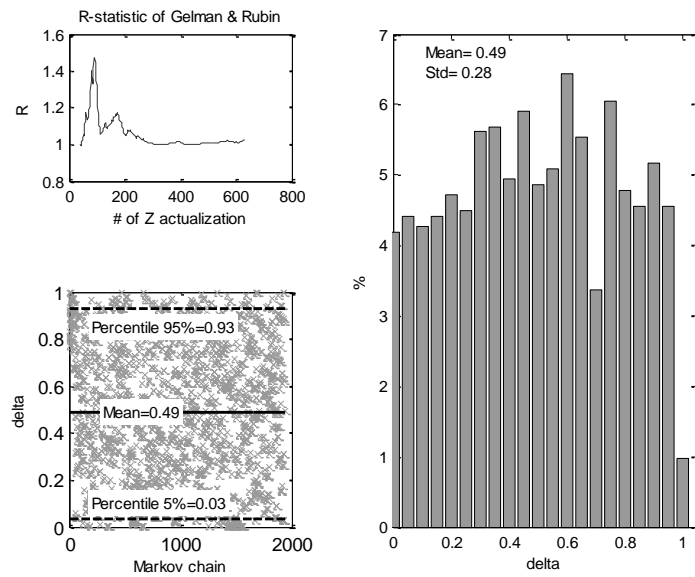 R-statistic of Gelman & Rubin
1.6
1.4
1.2
1
0.8
R
0 200 400 600 800
# of Z actualization
1
0.8
0.6
0.4
0.2
0
delta
Percentile 95%=0.93
Mean=0.49
Percentile 5%=0.03
0 1000 2000
Markov chain
Mean= 0.49
Std= 0.28
7
6
5
4
3
2
1
0
%
0 0.2 0.4 0.6 0.8 1
delta